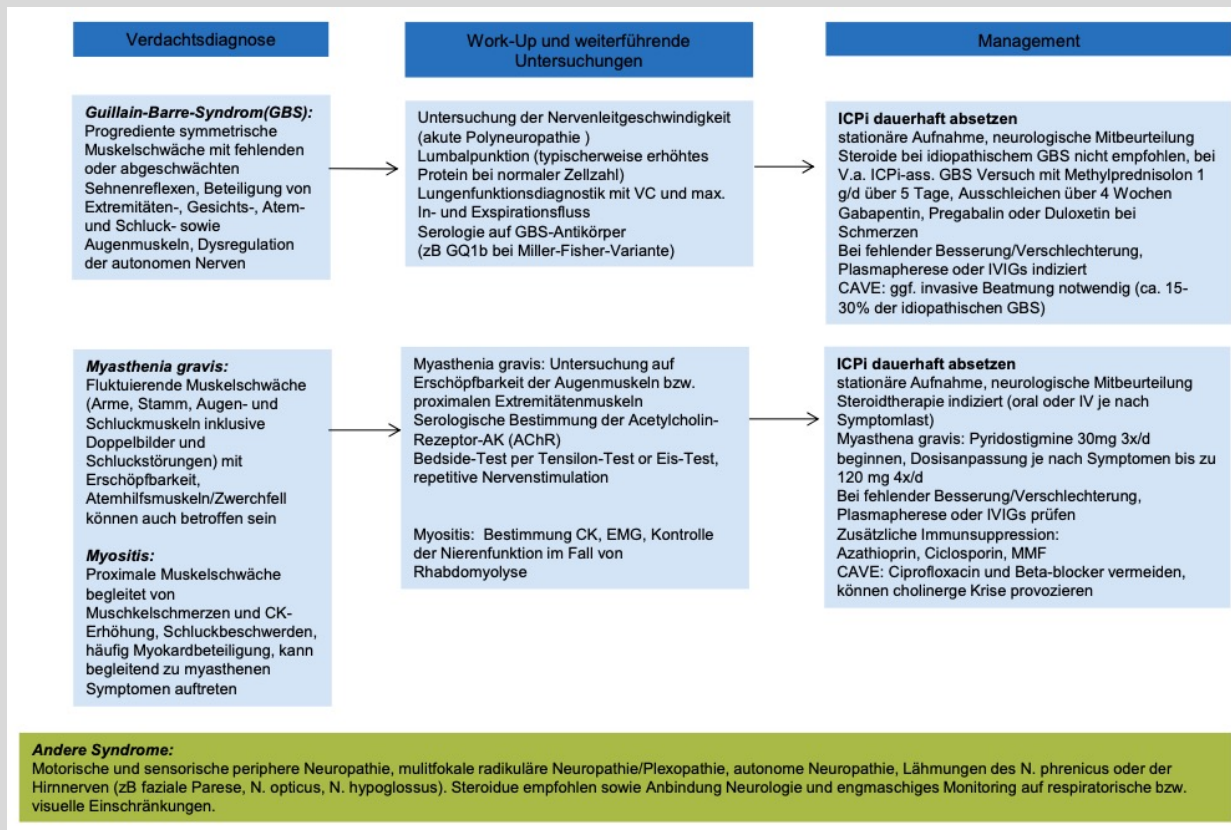 Verdachtsdiagnose
Work-Up und weiterführende
Untersuchungen
Management
Guillain-Barre-Syndrom(GBS):
Progrediente symmetrische
Muskelschwäche mit fehlenden
oder abgeschwächten
Sehnenreflexen, Beteiligung von
Extremitäten-, Gesichts-, Atem-
und Schluck- sowie
Augenmuskeln, Dysregulation
der autonomen Nerven
Untersuchung der Nervenleitgeschwindigkeit
(akute Polyneuropathie )
Lumbalpunktion (typischerweise erhöhtes
Protein bei normaler Zellzahl)
Lungenfunktionsdiagnostik mit VC und max.
In- und Exspirationsfluss
Serologie auf GBS-Antikörper
(zB GQ1b bei Miller-Fisher-Variante)
ICPi dauerhaft absetzen
stationäre Aufnahme, neurologische Mitbeurteilung
Steroide bei idiopathischem GBS nicht empfohlen, bei
V.a. ICPi-ass. GBS Versuch mit Methylprednisolon 1
g/d über 5 Tage, Ausschleichen über 4 Wochen
Gabapentin, Pregabalin oder Duloxetin bei
Schmerzen
Bei fehlender Besserung/Verschlechterung,
Plasmapherese oder IVIGs indiziert
CAVE: ggf. invasive Beatmung notwendig (ca. 15-
30% der idiopathischen GBS)
Myasthenia gravis:
Fluktuierende Muskelschwäche
(Arme, Stamm, Augen- und
Schluckmuskeln inklusive
Doppelbilder und
Schluckstörungen) mit
Erschöpfbarkeit,
Atemhilfsmuskeln/Zwerchfell
können auch betroffen sein
Myositis:
Proximale Muskelschwäche
begleitet von
Muschkelschmerzen und CK-
Erhöhung, Schluckbeschwerden,
häufig Myokardbeteiligung, kann
begleitend zu myasthenen
Symptomen auftreten
Myasthenia gravis: Untersuchung auf
Erschöpfbarkeit der Augenmuskeln bzw.
proximalen Extremitätenmuskeln
Serologische Bestimmung der Acetylcholin-
Rezeptor-AK (AChR)
Bedside-Test per Tensilon-Test or Eis-Test,
repetitive Nervenstimulation
Myositis: Bestimmung CK, EMG, Kontrolle
der Nierenfunktion im Fall von
Rhabdomyolyse
ICPi dauerhaft absetzen
stationäre Aufnahme, neurologische Mitbeurteilung
Steroidtherapie indiziert (oral oder IV je nach
Symptomlast)
Myasthena gravis: Pyridostigmine 30mg 3x/d
beginnen, Dosisanpassung je nach Symptomen bis zu
120 mg 4x/d
Bei fehlender Besserung/Verschlechterung,
Plasmapherese oder IVIGs prüfen
Zusätzliche Immunsuppression:
Azathioprin, Ciclosporin, MMF
CAVE: Ciprofloxacin und Beta-blocker vermeiden,
können cholinerge Krise provozieren
Andere Syndrome:
Motorische und sensorische periphere Neuropathie, mulitfokale radikuläre Neuropathie/Plexopathie, autonome Neuropathie, Lähmungen des N. phrenicus oder der
Hirnnerven (zB faziale Parese, N. opticus, N. hypoglossus). Steroidue empfohlen sowie Anbindung Neurologie und engmaschiges Monitoring auf respiratorische bzw.
visuelle Einschränkungen.